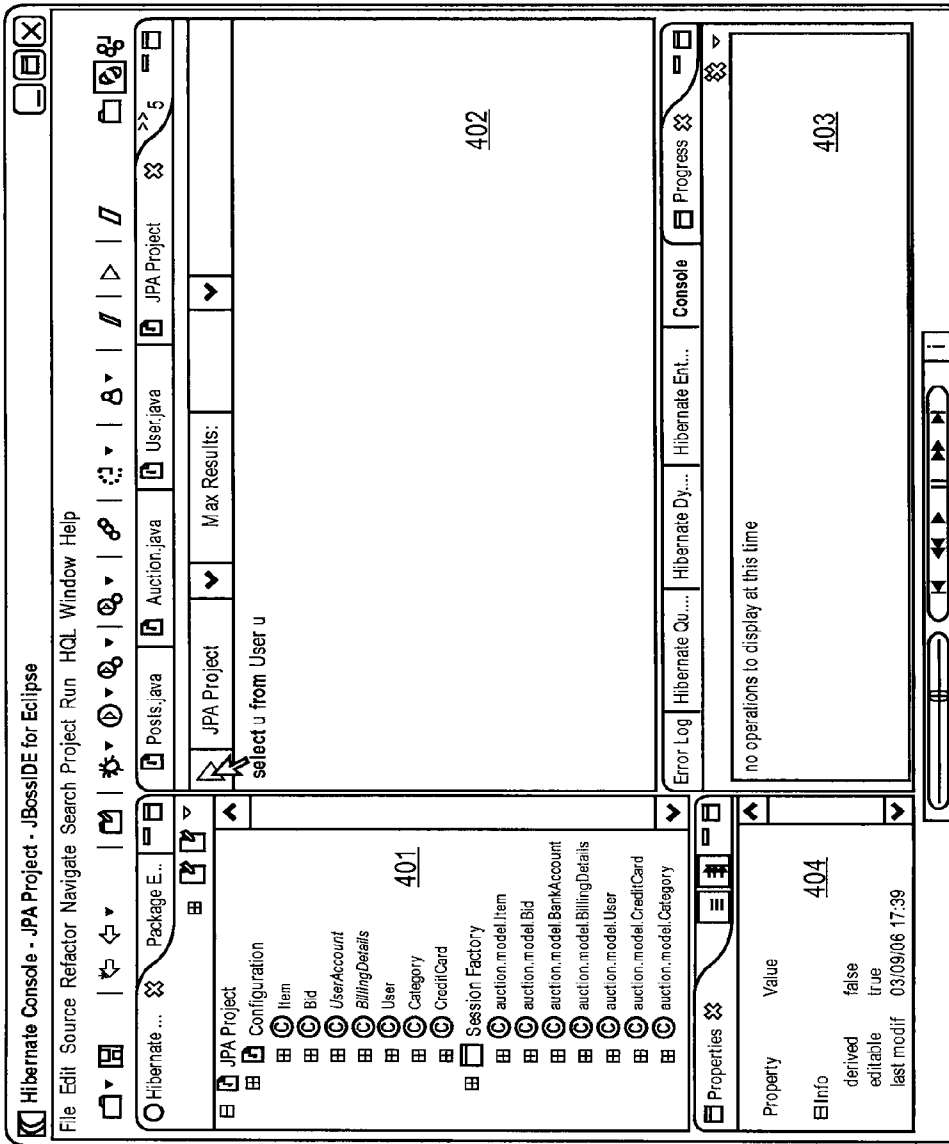 Hibernate Console - JPA Project - JBossIDE for Eclipse
File Edit Source Refactor Navigate Search Project Run HQL Window Help
Hibernate ... Package E...
JPA Project
Configuration
Item
Bid
UserAccount
BillingDetails
User
Category
CreditCard
Session Factory
auction.model.Item
auction.model.Bid
auction.model.BankAccount
auction.model.BillingDetails
auction.model.User
auction.model.CreditCard
auction.model.Category
401
Properties
Property Value
Info
derived false
editable true
last modif 03/09/06 17:39
404
Posts.java Auction.java User.java JPA Project >> 5
JPA Project Max Results:
select u from User u
402
Error Log Hibernate Qu.... Hibernate Dy.... Hibernate Ent... Console Progress
no operations to display at this time
403